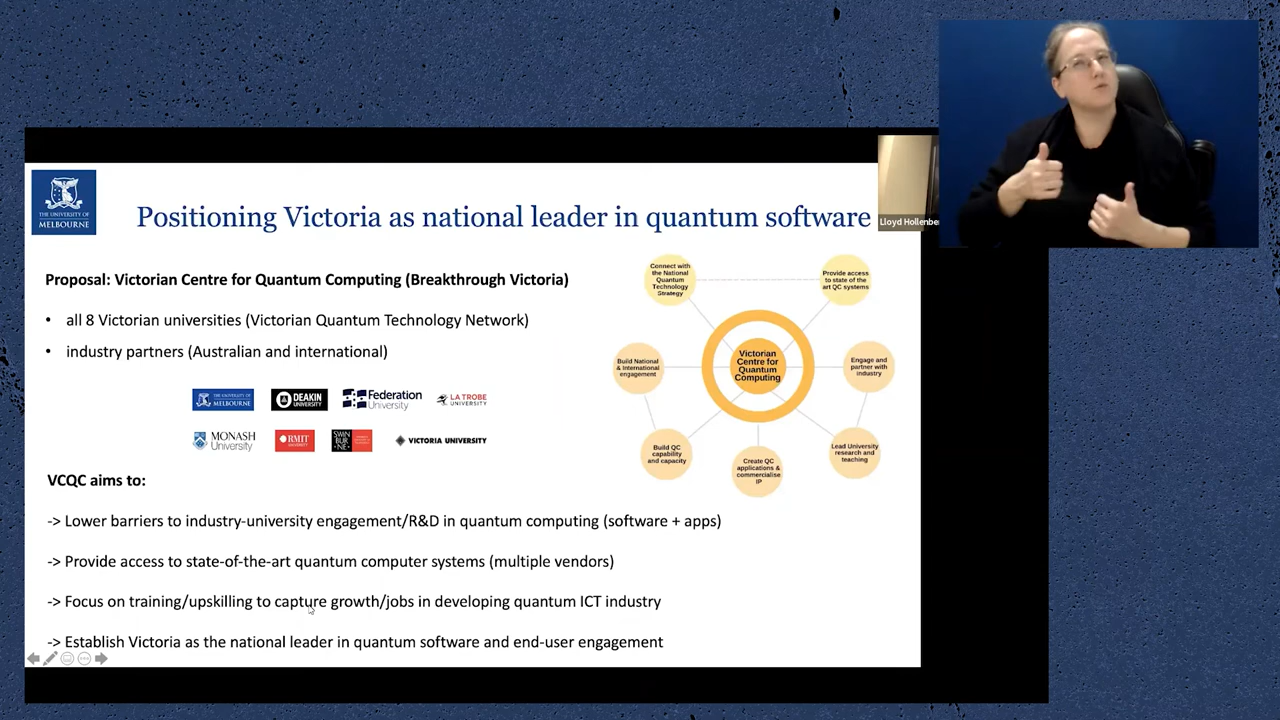 THE UNIVERSITY OF
MELBOURNE
Positioning Victoria as national leader in quantum software
Lloyd Hollenbe
Proposal: Victorian Centre for Quantum Computing (Breakthrough Victoria)
• all 8 Victorian universities (Victorian Quantum Technology Network)
• industry partners (Australian and international)
MELBOURNE
DEAKIN
UNIVERSITY
Federation
University
LA TROBE
UNIVERSITY
MONASH
University
RMIT
UNIVERSITY
SWIN
BUR
NE
VICTORIA UNIVERSITY
Connect with
the National
Quantum
Technology
Strategy
Provide access
to state of the
art QC systems
Build National
& International
engagement
Victorian
Centre for
Quantum
Computing
Engage and
partner with
industry
Build QC
capability
and capacity
Create QC
applications &
commercialise
IP
Lead University
research and
teaching
VCQC aims to:
-> Lower barriers to industry-university engagement/R&D in quantum computing (software + apps)
-> Provide access to state-of-the-art quantum computer systems (multiple vendors)
-> Focus on training/upskilling to capture growth/jobs in developing quantum ICT industry
-> Establish Victoria as the national leader in quantum software and end-user engagement